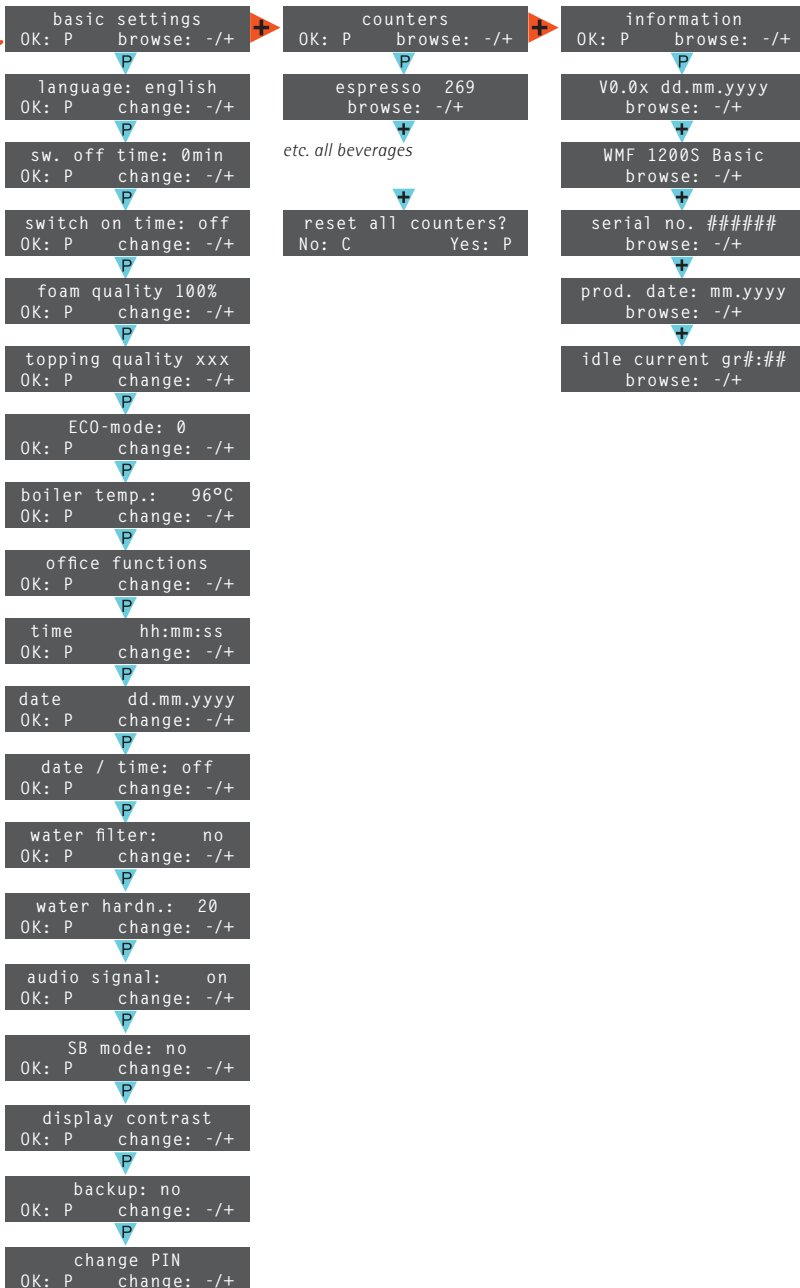 basic settings
OK: P browse: -/+
+
counters
OK: P browse: -/+
+
information
OK: P browse: -/+
P
language: english
OK: P change: -/+
P
sw. off time: 0min
OK: P change: -/+
P
switch on time: off
OK: P change: -/+
P
foam quality 100%
OK: P change: -/+
P
topping quality xxx
OK: P change: -/+
P
ECO-mode: 0
OK: P change: -/+
P
boiler temp.: 96°C
OK: P change: -/+
P
office functions
OK: P change: -/+
P
time hh:mm:ss
OK: P change: -/+
P
date dd.mm.yyyy
OK: P change: -/+
P
date / time: off
OK: P change: -/+
P
water filter: no
OK: P change: -/+
P
water hardn.: 20
OK: P change: -/+
P
audio signal: on
OK: P change: -/+
P
SB mode: no
OK: P change: -/+
P
display contrast
OK: P change: -/+
P
backup: no
OK: P change: -/+
P
change PIN
OK: P change: -/+
P
espresso 269
browse: -/+
+
etc. all beverages
+
reset all counters?
No: C Yes: P
P
V0.0x dd.mm.yyyy
browse: -/+
+
WMF 1200S Basic
browse: -/+
+
serial no. ######
browse: -/+
+
prod. date: mm.yyyy
browse: -/+
+
idle current gr#:##
browse: -/+